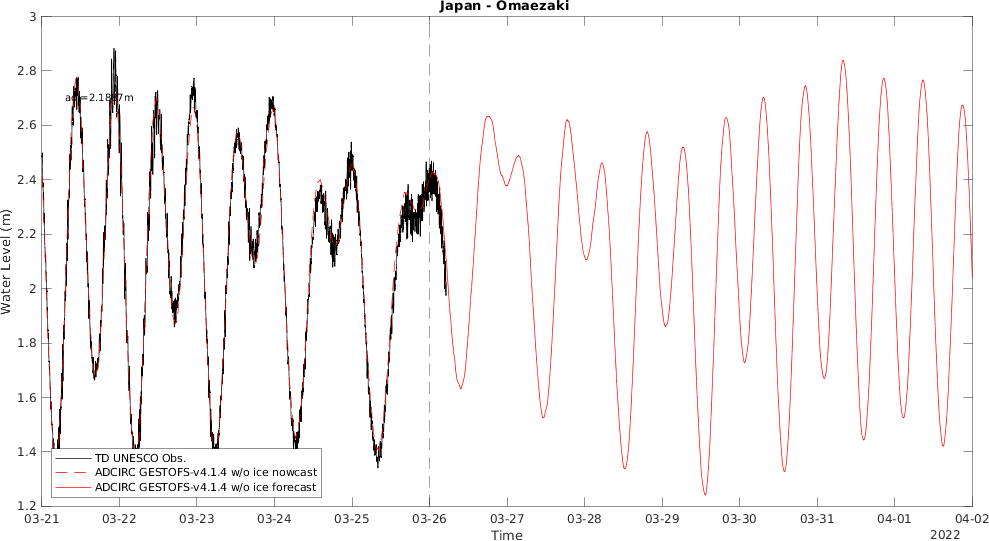 Japan - Omaezaki
3
2.8
2.6
2.4
2.2
2
1.8
1.6
1.4
1.2
Water Level (m)
TD UNESCO Obs.
ADCIRC GESTOFS-v4.1.4 w/o ice nowcast
ADCIRC GESTOFS-v4.1.4 w/o ice forecast
03-21 03-22 03-23 03-24 03-25 03-26 03-27 03-28 03-29 03-30 03-31 04-01 04-02
Time
2022